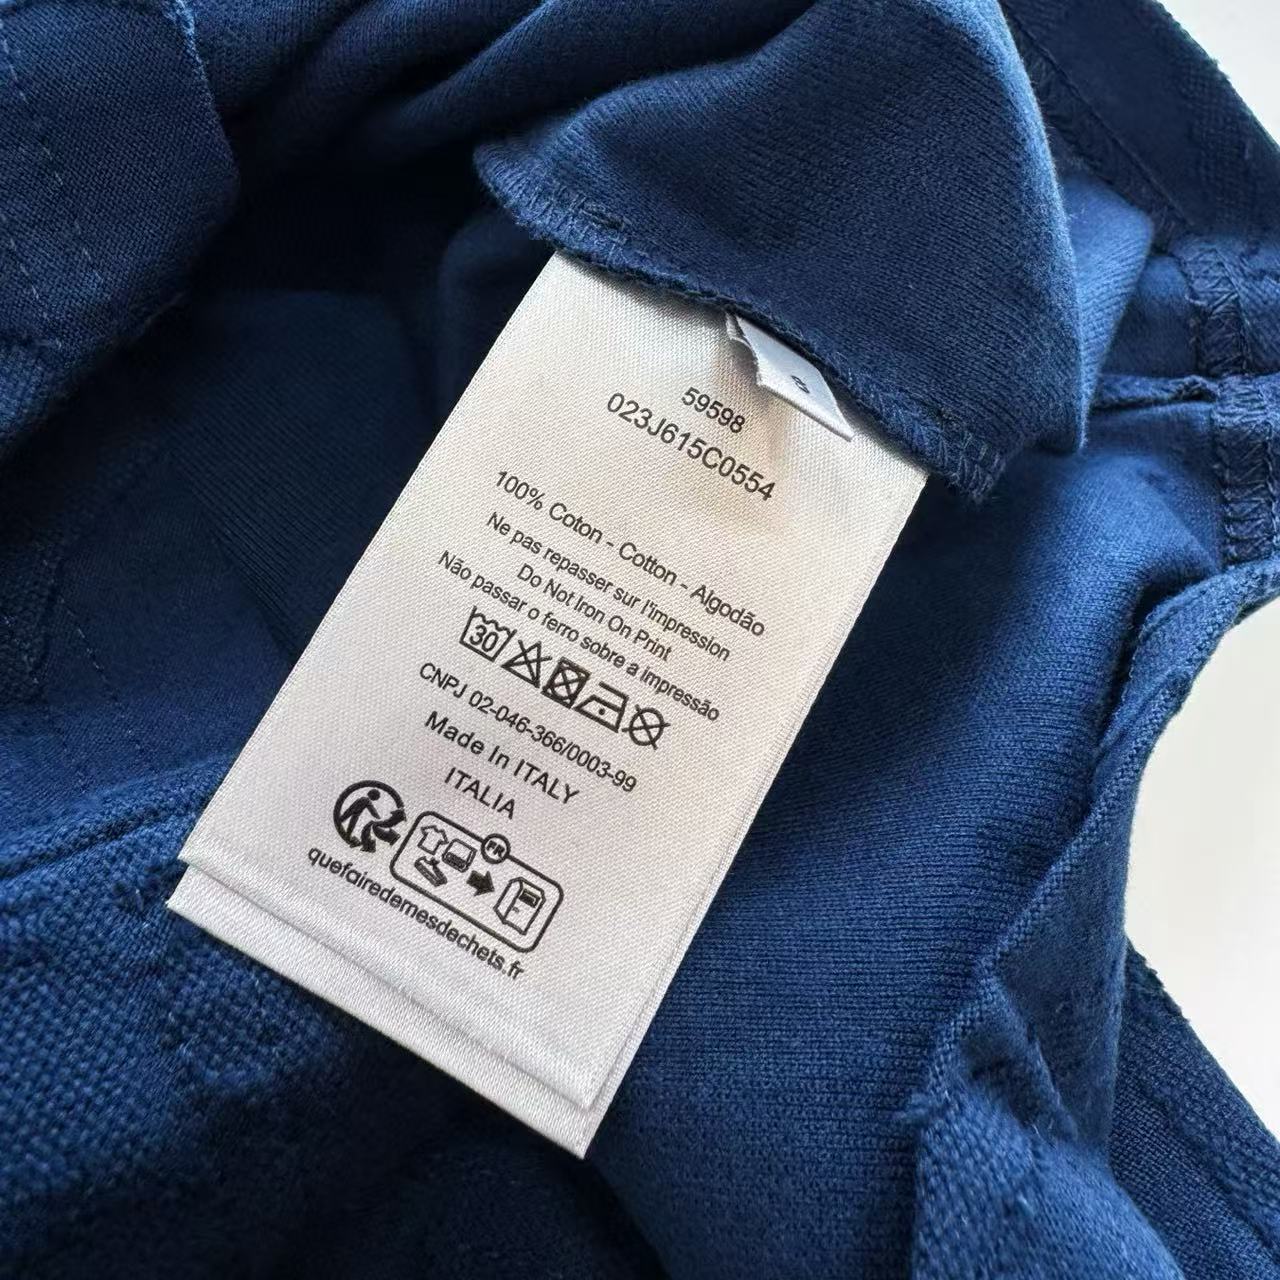 59598
023J615C0554
100% Coton - Cotton - Algodão
Ne pas repasser sur l'impression
Do Not Iron On Print
Não passar o ferro sobre a impressão
30
CNPJ 02-046-366/0003-99
Made In ITALY
ITALIA
FR
quefairedemesdechets.fr